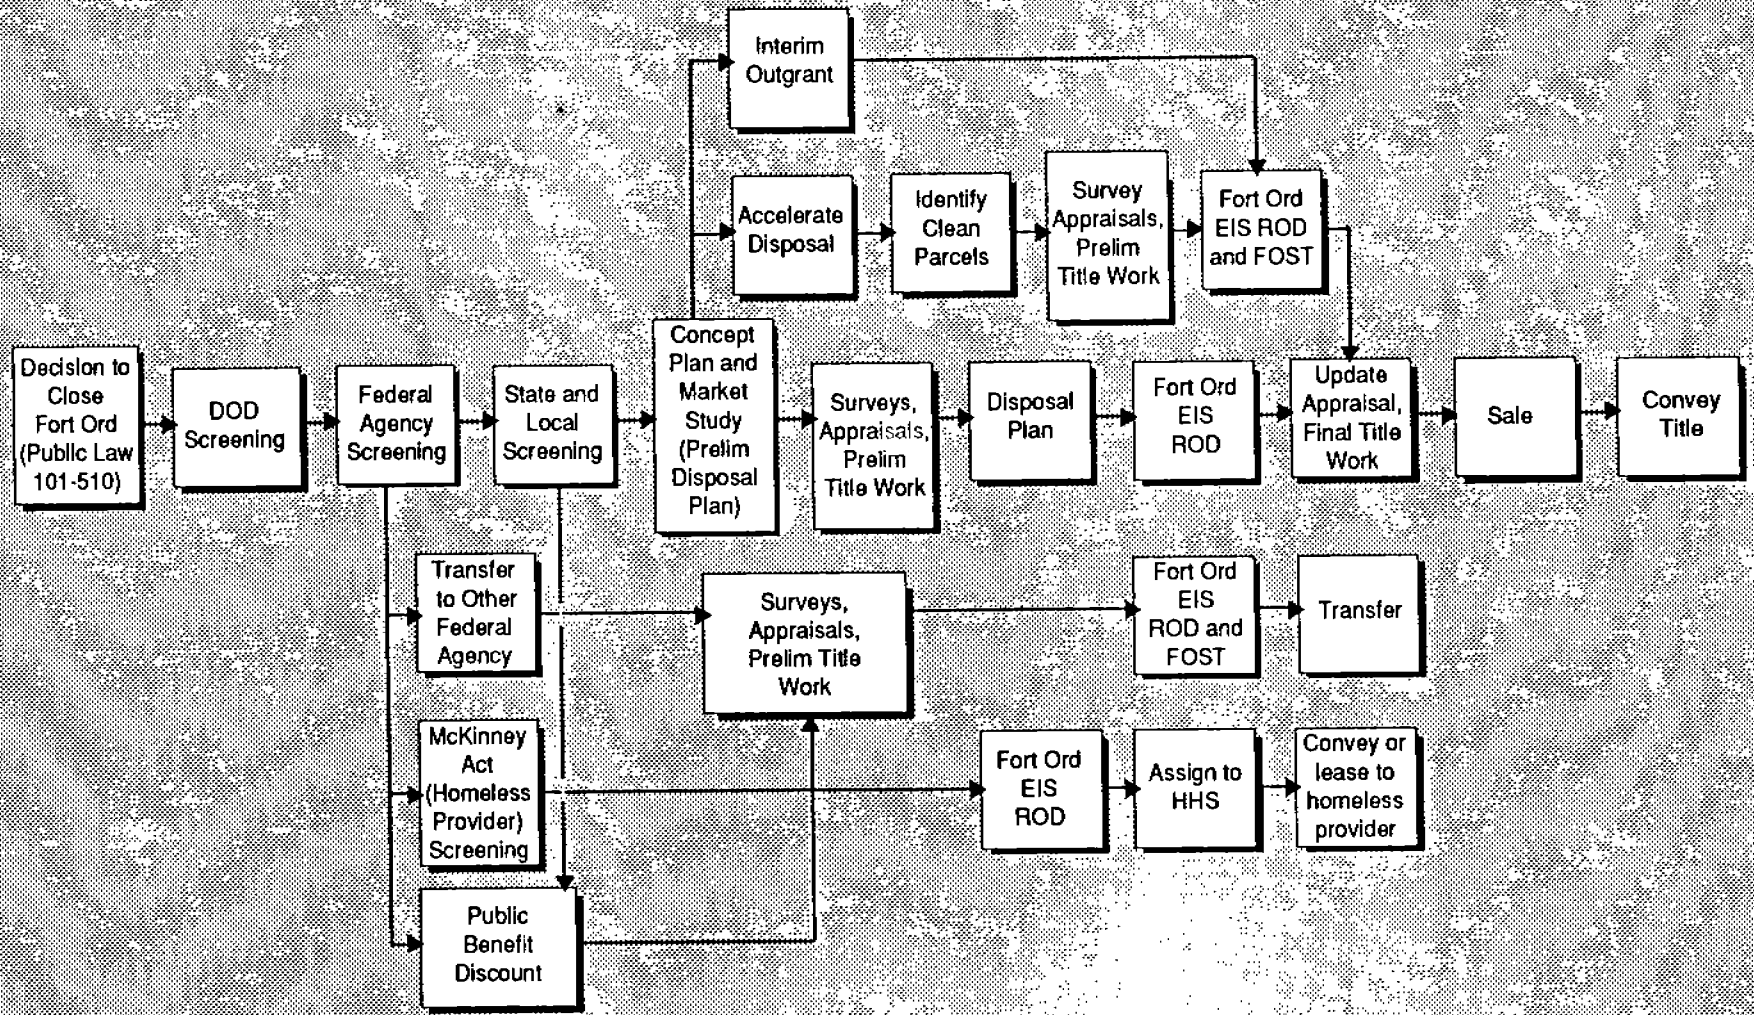 Interim
Outgrant
Accelerate
Disposal
Identify
Clean
Parcels
Survey
Appraisals,
Prelim
Title Work
Fort Ord
EIS ROD
and FOST
Decision to
Close
Fort Ord
(Public Law
101-510)
DOD
Screening
Federal
Agency
Screening
State and
Local
Screening
Concept
Plan and
Market
Study
(Prelim
Disposal
Plan)
Surveys,
Appraisals,
Prelim
Title Work
Disposal
Plan
Fort Ord
EIS
ROD
Update
Appraisal,
Final Title
Work
Sale
Convey
Title
Transfer
to Other
Federal
Agency
Surveys,
Appraisals,
Prelim Title
Work
Fort Ord
EIS
ROD and
FOST
Transfer
McKinney
Act
(Homeless
Provider)
Screening
Fort Ord
EIS
ROD
Assign to
HHS
Convey or
lease to
homeless
provider
Public
Benefit
Discount